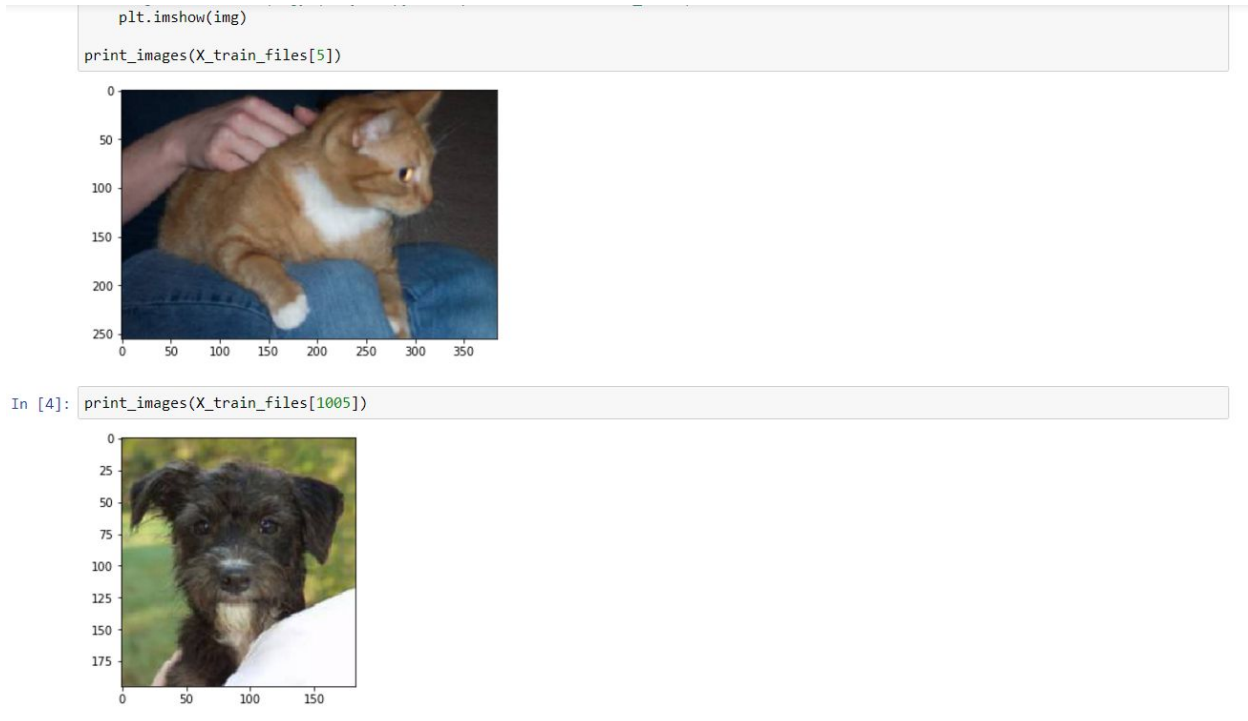 plt.imshow(img)
print_images(X_train_files[5])
0
50
100
150
200
250
0 50 100 150 200 250 300 350
In [4]: print_images(X_train_files[1005])
0
25
50
75
100
125
150
175
0 50 100 150